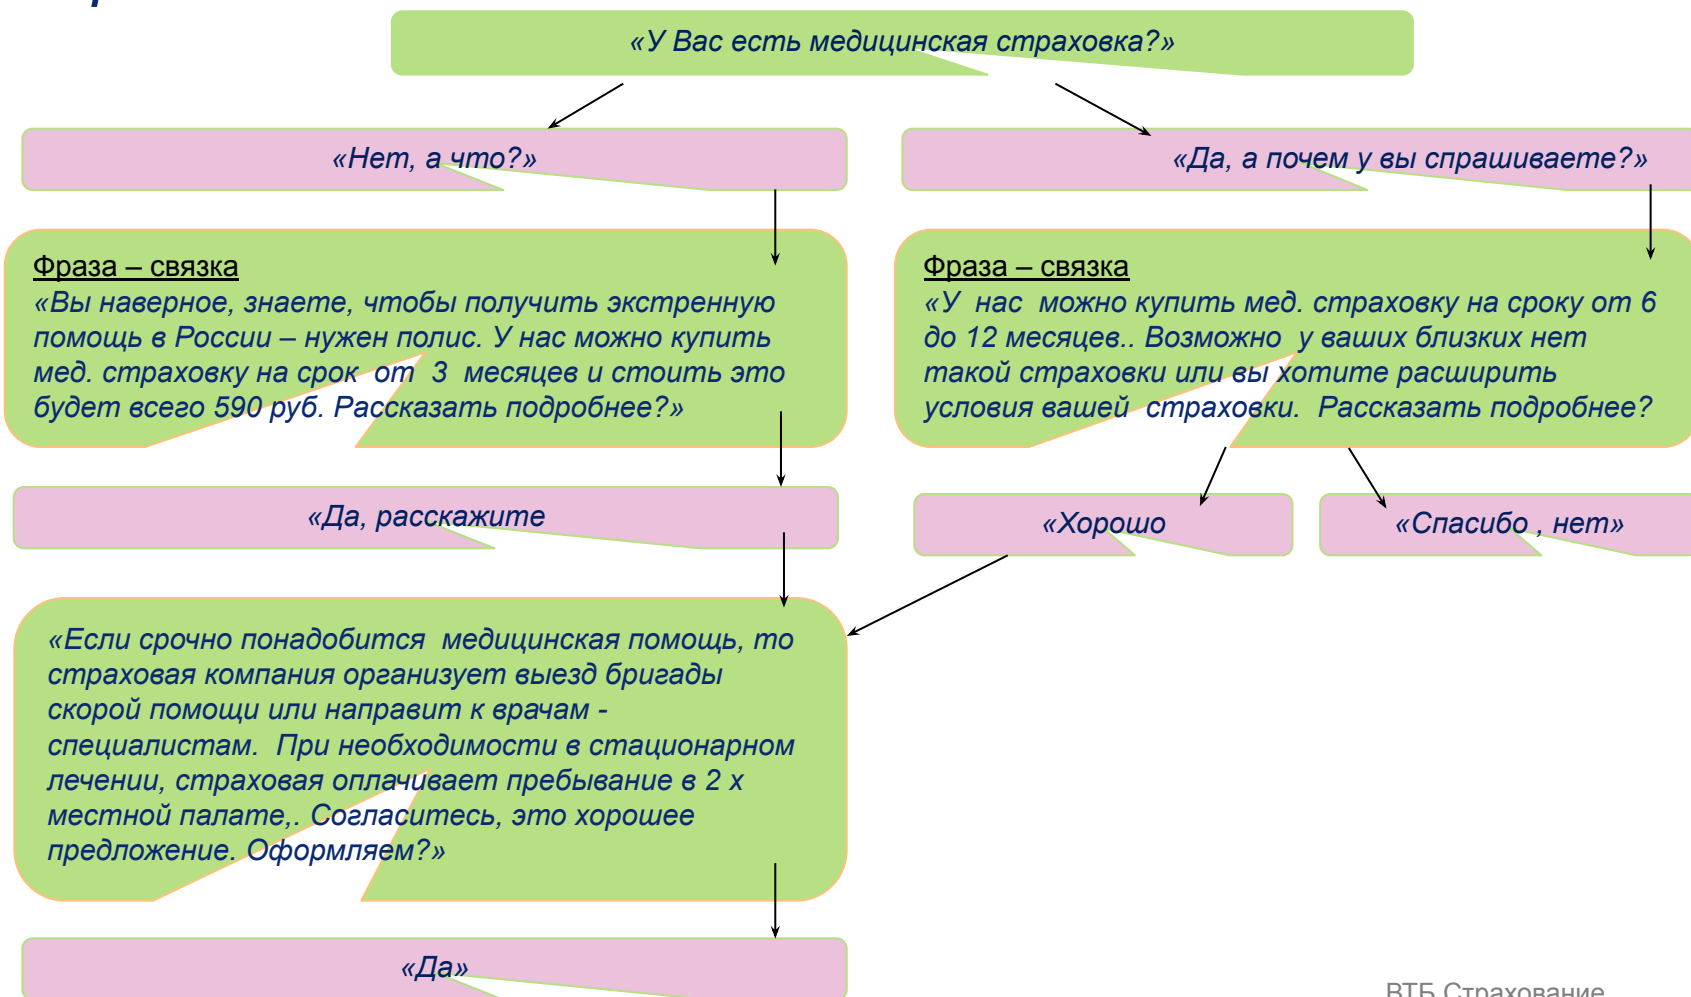 «У Вас есть медицинская страховка?»
«Нет, а что?»
«Да, а почем у вы спрашиваете?»
Фраза – связка
«Вы наверное, знаете, чтобы получить экстренную
помощь в России – нужен полис. У нас можно купить
мед. страховку на срок от 3 месяцев и стоить это
будет всего 590 руб. Рассказать подробнее?»
Фраза – связка
«У нас можно купить мед. страховку на сроку от 6
до 12 месяцев.. Возможно у ваших близких нет
такой страховки или вы хотите расширить
условия вашей страховки. Рассказать подробнее?
«Да, расскажите
«Хорошо
«Спасибо , нет»
«Если срочно понадобится медицинская помощь, то
страховая компания организует выезд бригады
скорой помощи или направит к врачам -
специалистам. При необходимости в стационарном
лечении, страховая оплачивает пребывание в 2 х
местной палате,. Согласитесь, это хорошее
предложение. Оформляем?»
«Да»
ВТБ Страхование